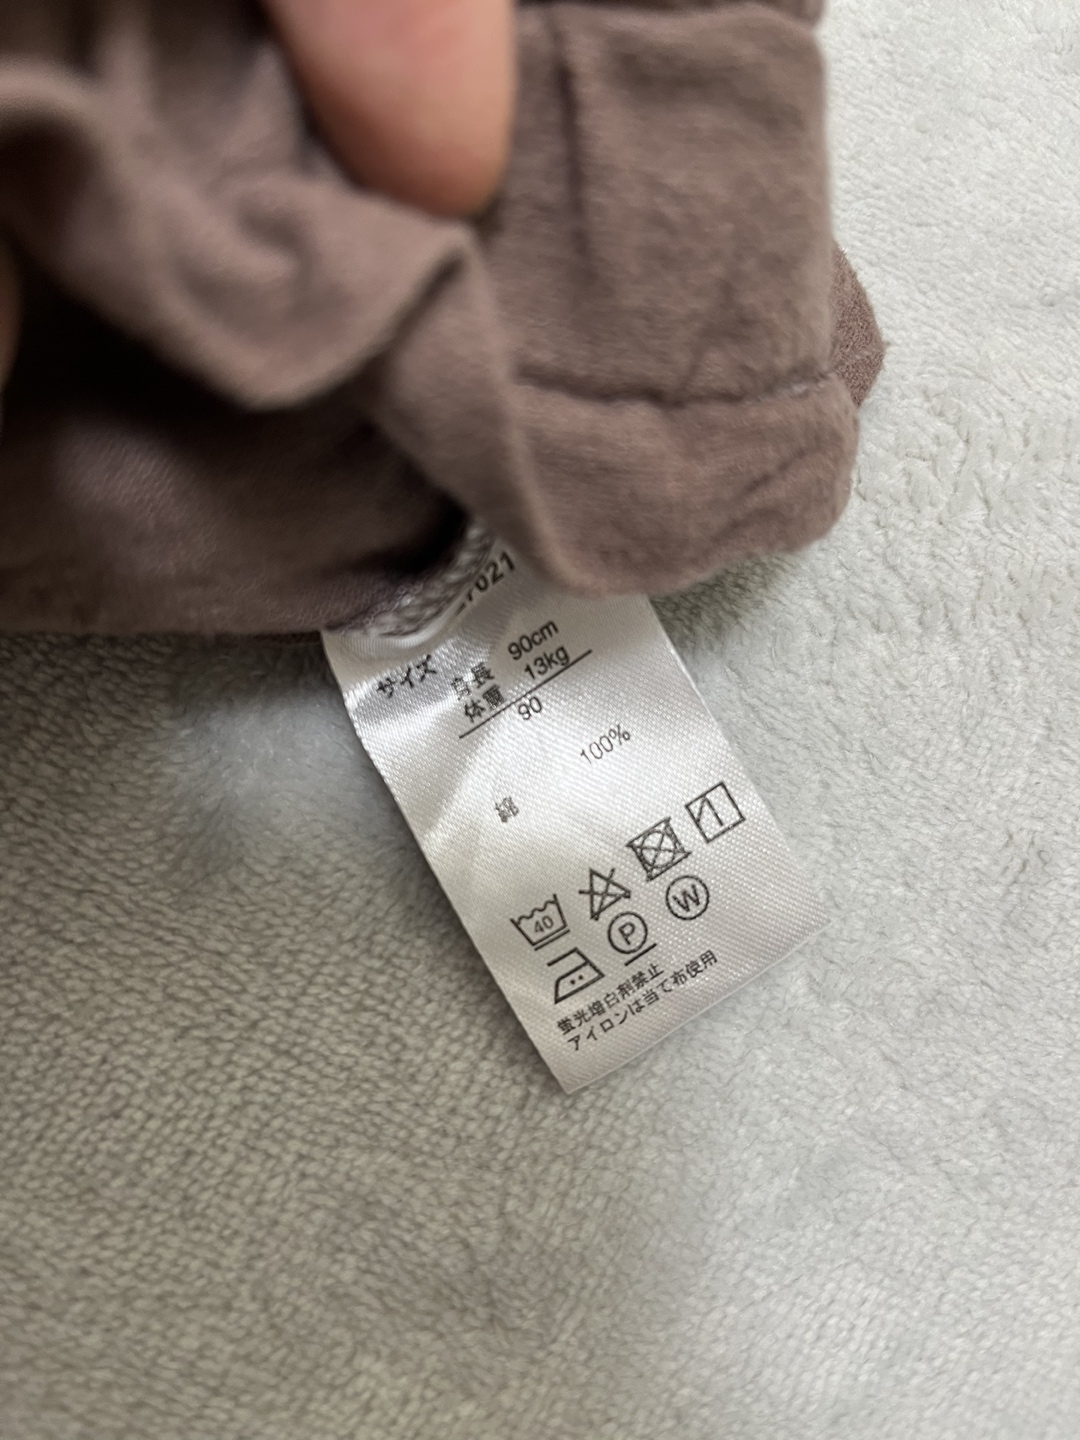 サイズ 身長 90cm
体重 13kg
90
綿 100%
40
P W
蛍光増白剤禁止
アイロンは当て布使用